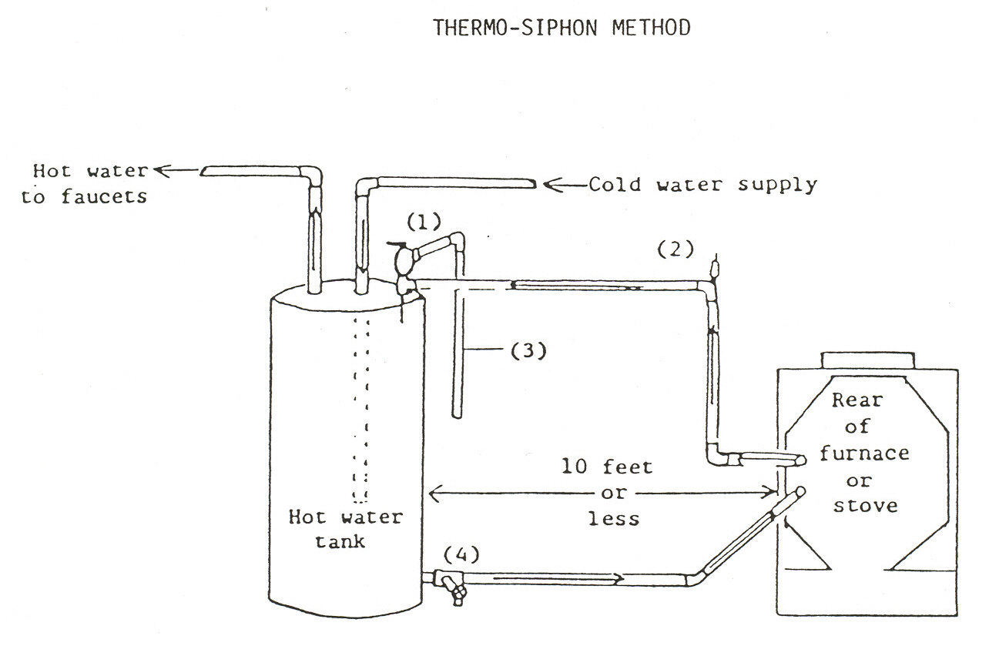 THERMO-SIPHON METHOD
Hot water
to faucets
Cold water supply
(1)
(2)
(3)
Rear
of
furnace
or
stove
10 feet
or
less
Hot water
tank
(4)